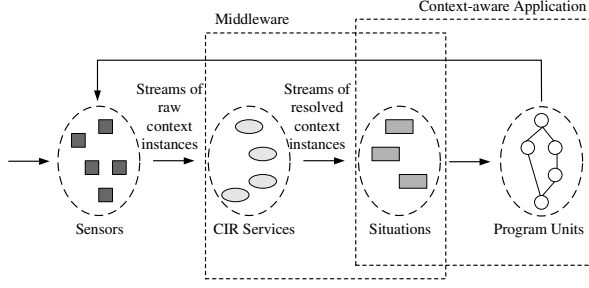 Context-aware Application
Middleware
Streams of
raw
context
instances
Streams of
resolved
context
instances
Sensors
CIR Services
Situations
Program Units